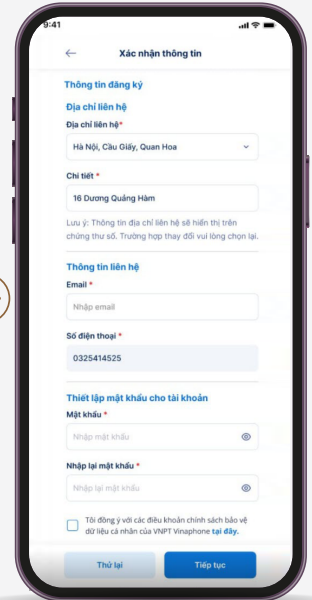 9:41
Xác nhận thông tin
Thông tin đăng ký
Địa chỉ liên hệ
Địa chỉ liên hệ*
Hà Nội, Cầu Giấy, Quan Hoa
Chi tiết *
16 Dương Quảng Hàm
Lưu ý: Thông tin địa chỉ liên hệ sẽ hiển thị trên
chứng thư số. Trường hợp thay đổi vui lòng chọn lại.
Thông tin liên hệ
Email *
Nhập email
Số điện thoại *
0325414525
Thiết lập mật khẩu cho tài khoản
Mật khẩu *
Nhập mật khẩu
Nhập lại mật khẩu *
Nhập lại mật khẩu
Tôi đồng ý với các điều khoản chính sách bảo vệ
dữ liệu cá nhân của VNPT Vinaphone tại đây.
Thử lại
Tiếp tục